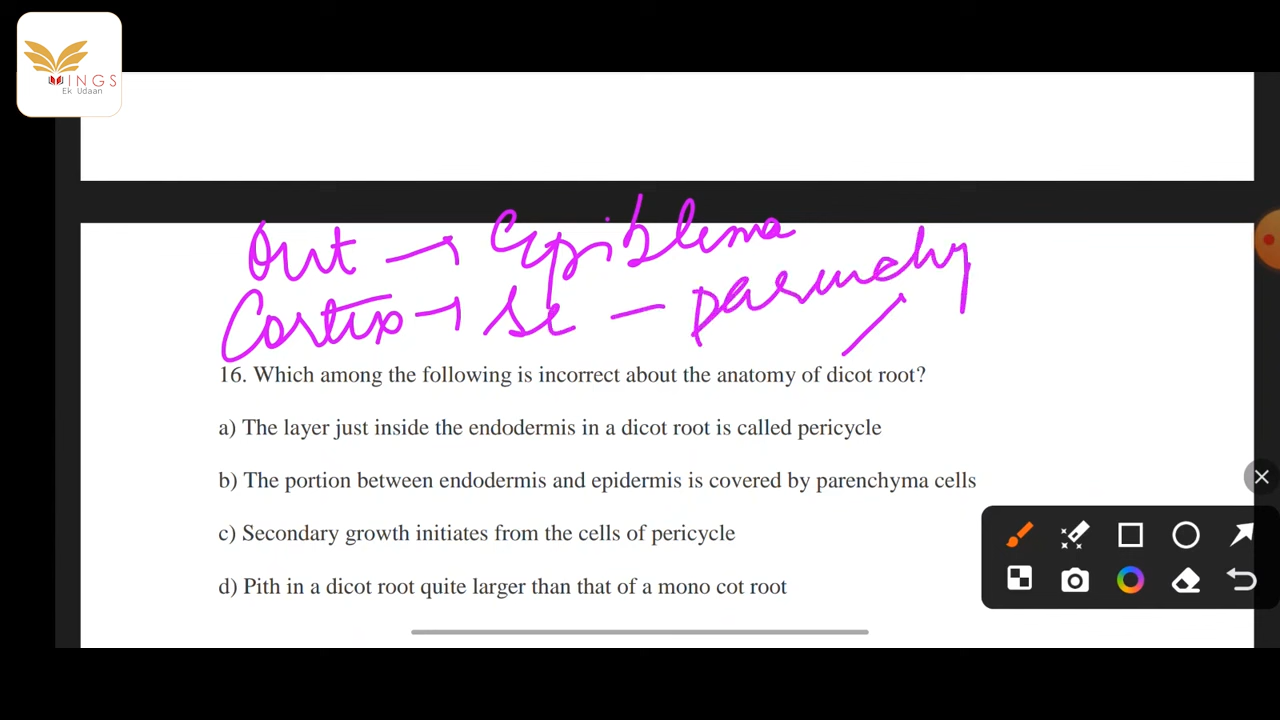 WINGS
Ek Udaan
Out → Epiblema
Cortex → Se — Parenchy
16. Which among the following is incorrect about the anatomy of dicot root?
a) The layer just inside the endodermis in a dicot root is called pericycle
b) The portion between endodermis and epidermis is covered by parenchyma cells
c) Secondary growth initiates from the cells of pericycle
d) Pith in a dicot root quite larger than that of a mono cot root